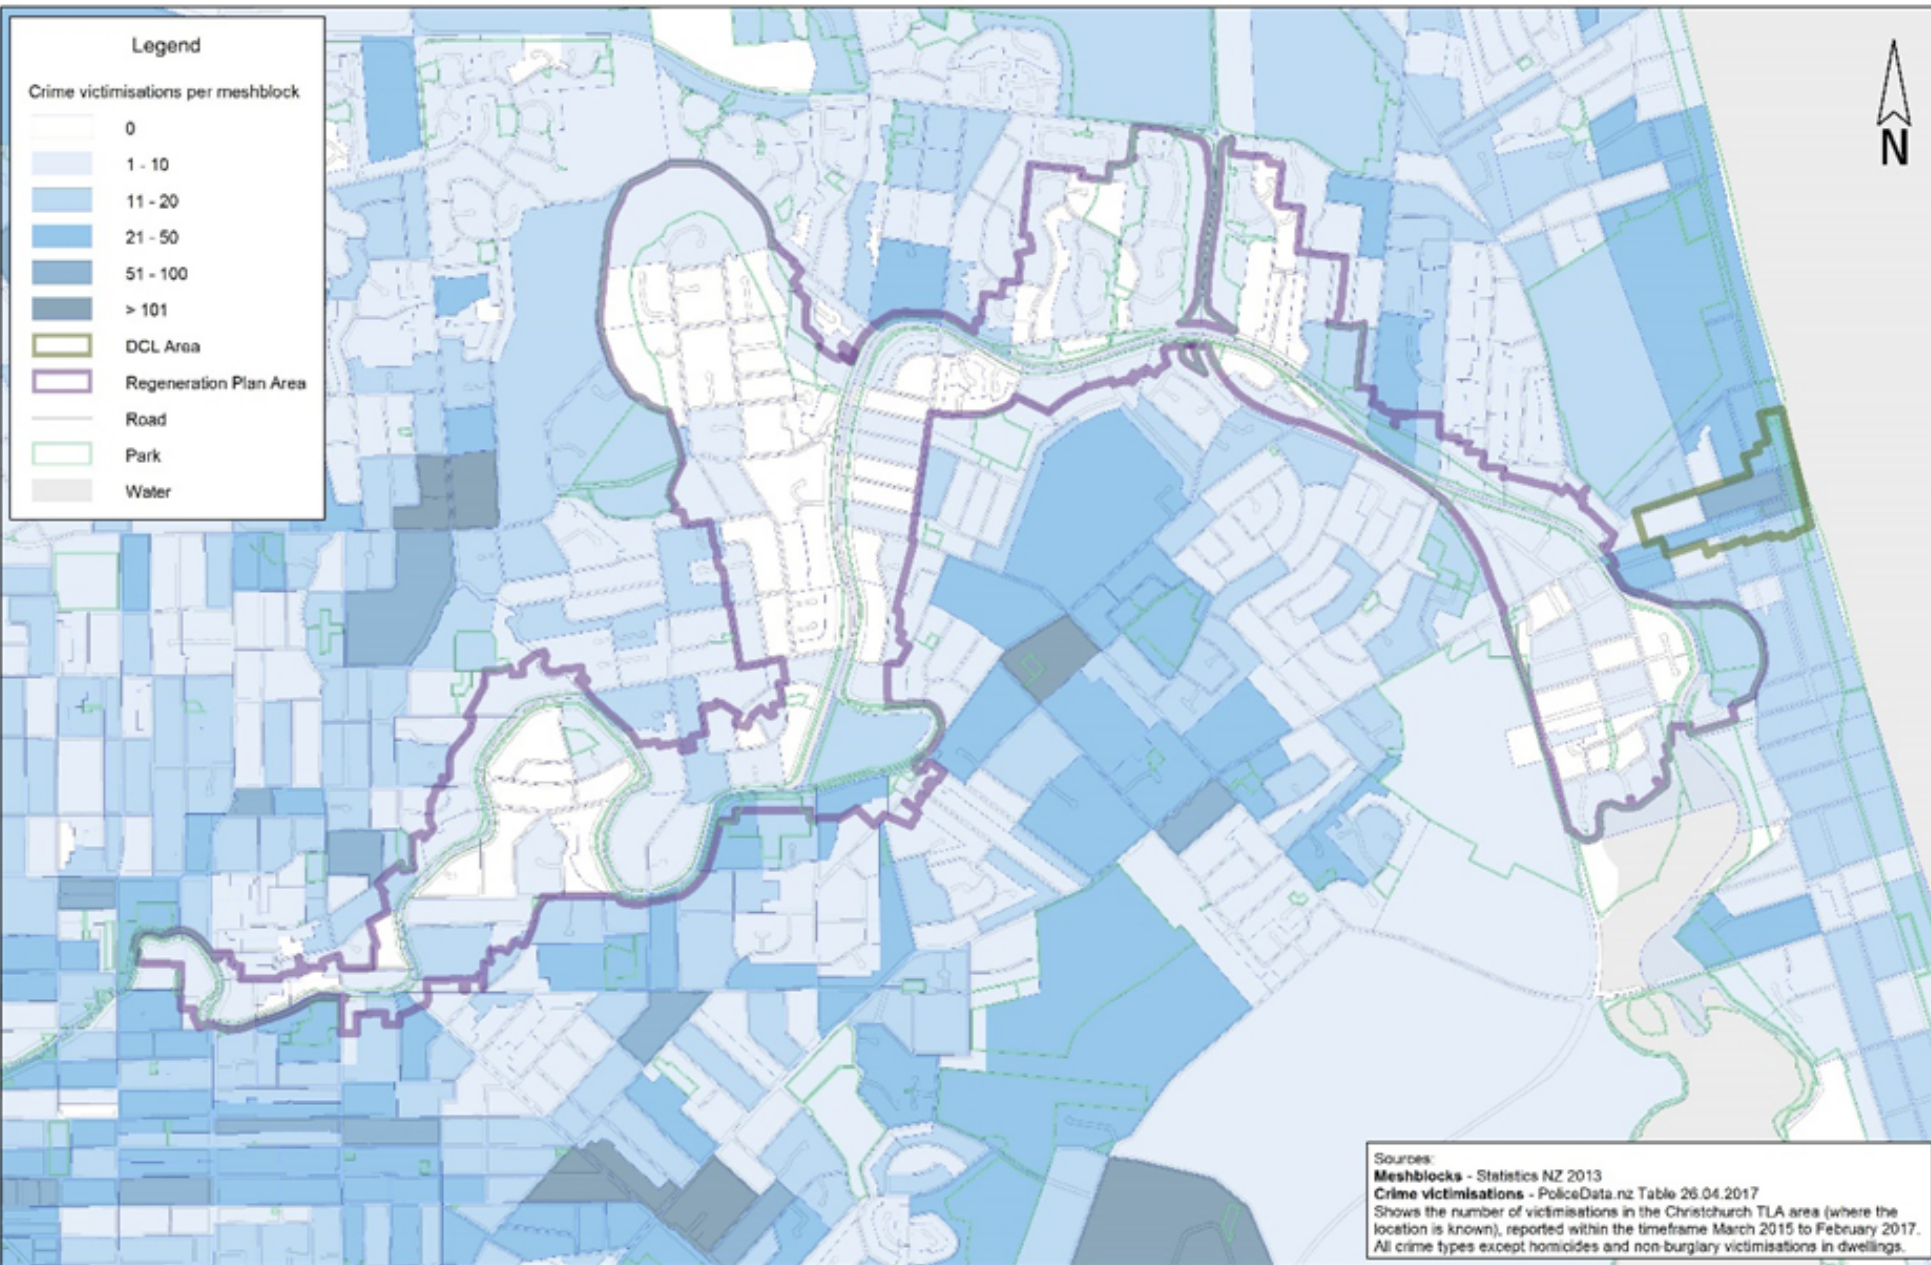 Legend
Crime victimisations per meshblock
0
1 - 10
11 - 20
21 - 50
51 - 100
> 101
DCL Area
Regeneration Plan Area
Road
Park
Water
N
Sources:
Meshblocks - Statistics NZ 2013
Crime victimisations - PoliceData.nz Table 26.04.2017
Shows the number of victimisations in the Christchurch TLA area (where the
location is known), reported within the timeframe March 2015 to February 2017.
All crime types except homicides and non-burglary victimisations in dwellings.